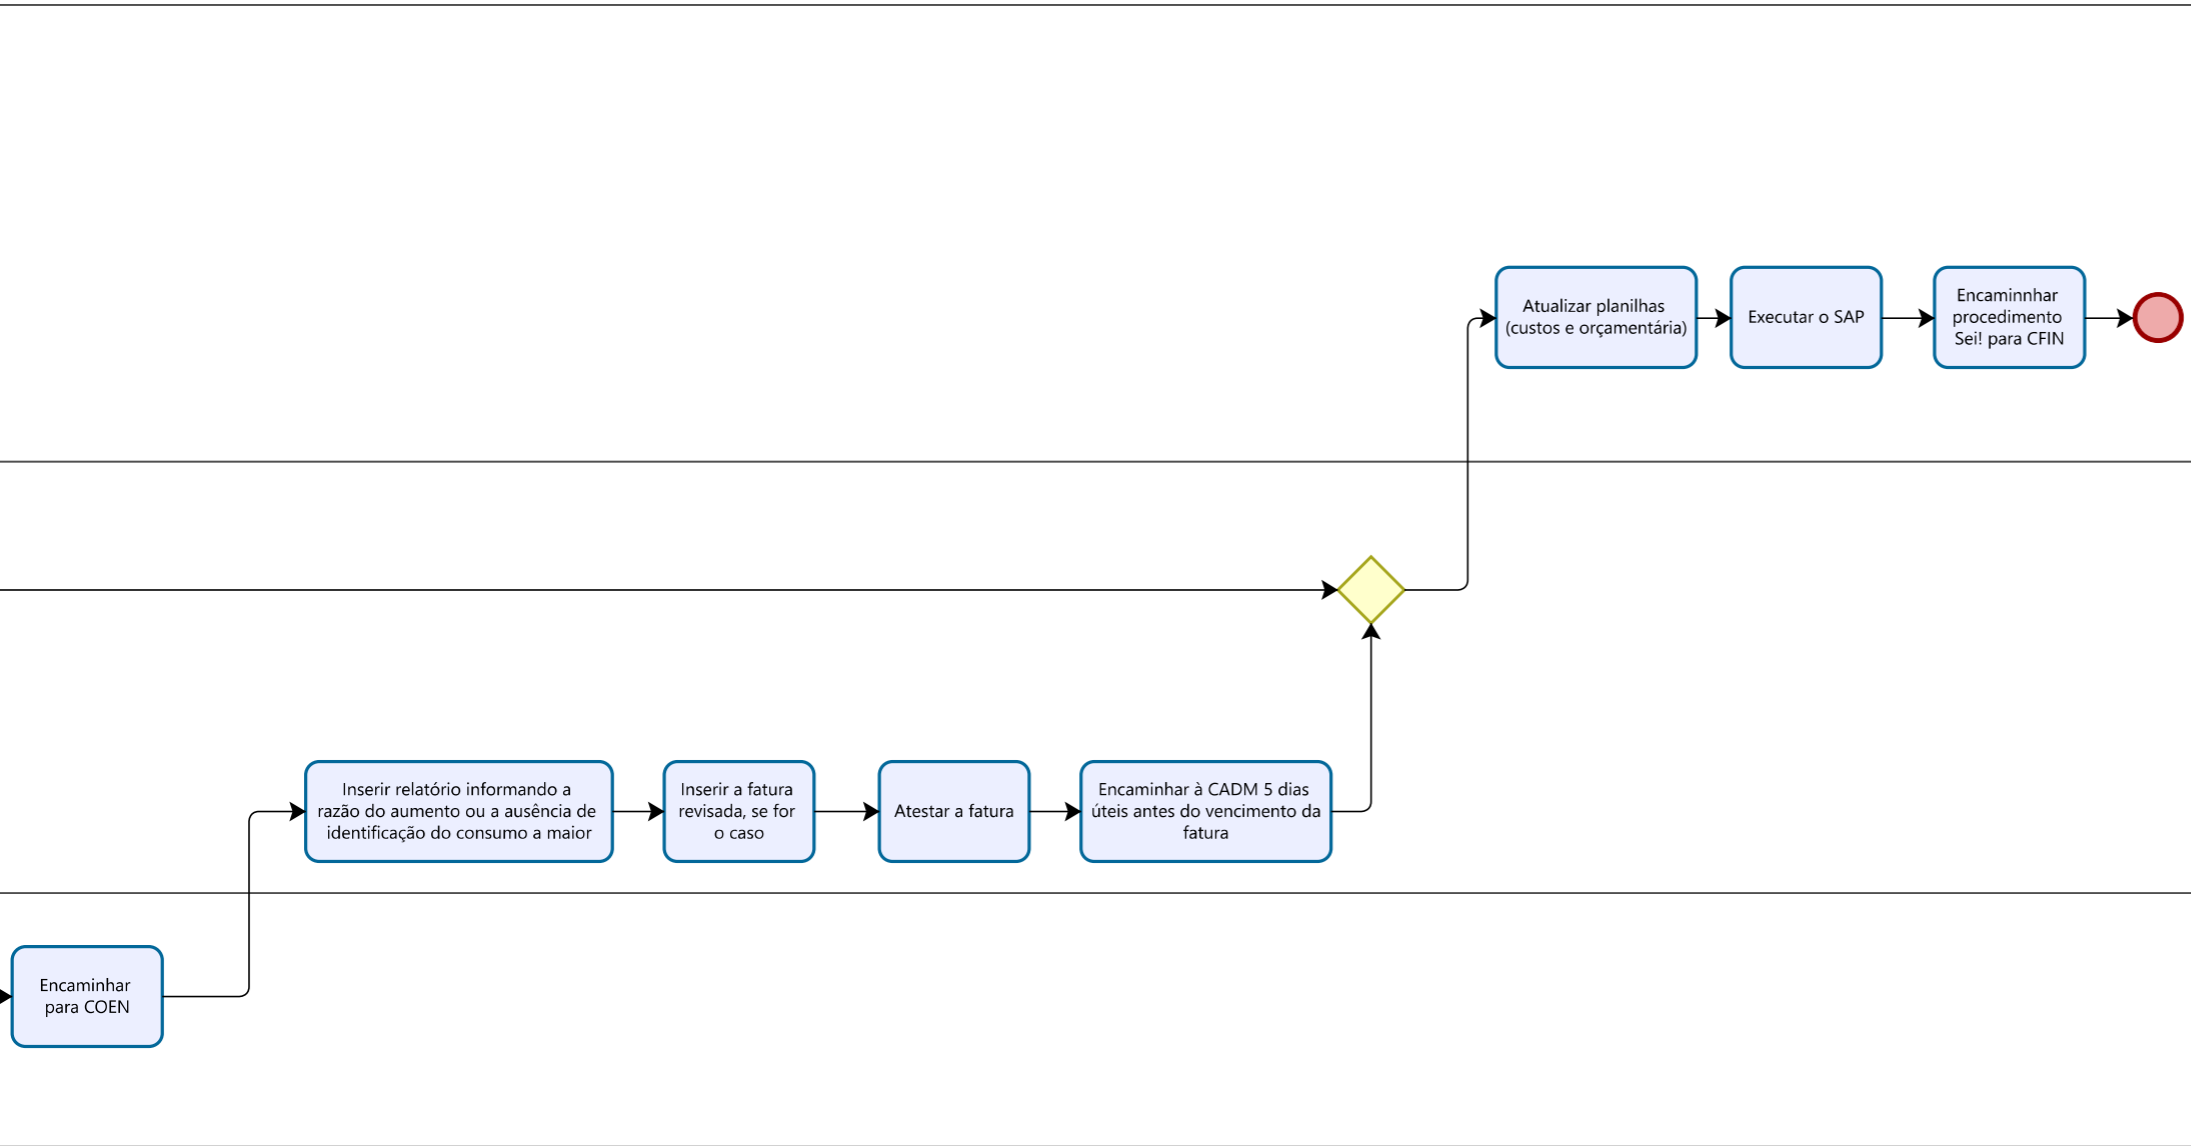 Atualizar planilhas
(custos e orçamentária)
Executar o SAP
Encaminnhar
procedimento
Sei! para CFIN
Inserir relatório informando a
razão do aumento ou a ausência de
identificação do consumo a maior
Inserir a fatura
revisada, se for
o caso
Atestar a fatura
Encaminhar à CADM 5 dias
úteis antes do vencimento da
fatura
Encaminhar
para COEN